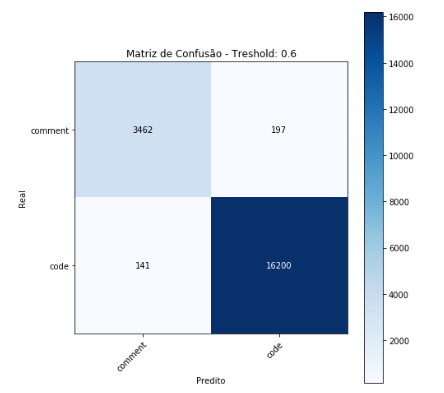 Matriz de Confusão - Treshold: 0.6
comment
3462
197
code
141
16200
Real
comment
code
Predito
16000
14000
12000
10000
8000
6000
4000
2000